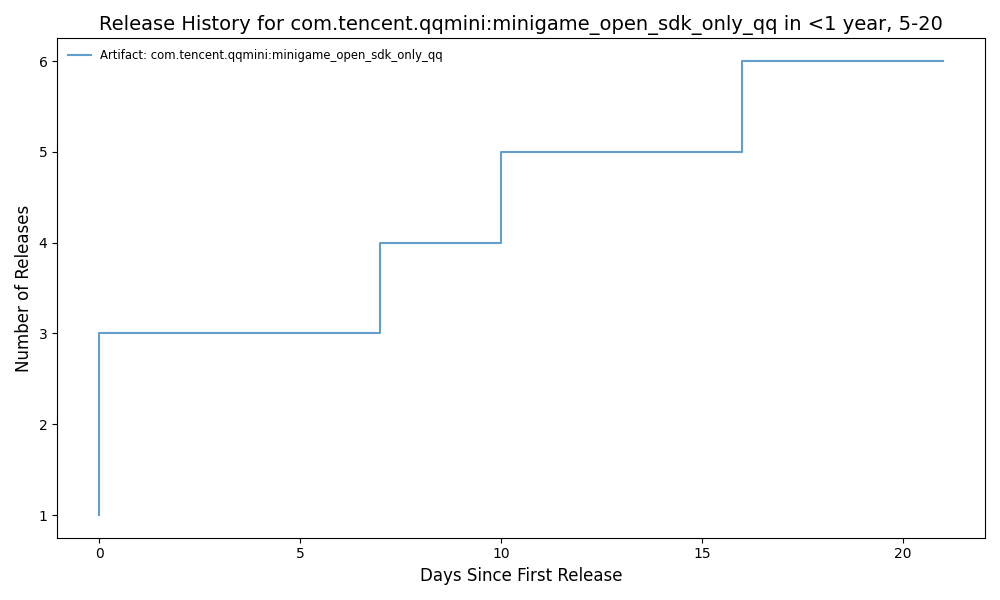 Release History for com.tencent.qqmini:minigame_open_sdk_only_qq in <1 year, 5-20
Artifact: com.tencent.qqmini:minigame_open_sdk_only_qq
Number of Releases
6
5
4
3
2
1
0
5
10
15
20
Days Since First Release